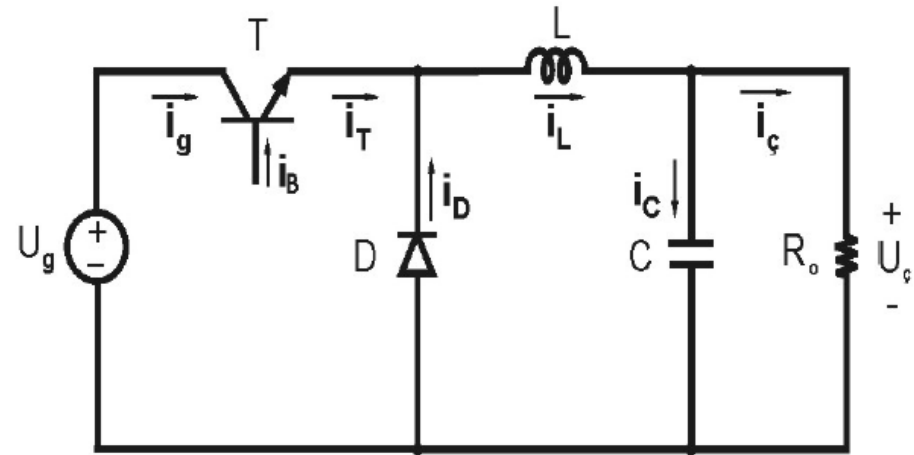 T
L
i_g
i_T
i_B
i_L
i_ç
i_D
i_C
+
U_g
+
-
D
C
R_o
U_ç
-